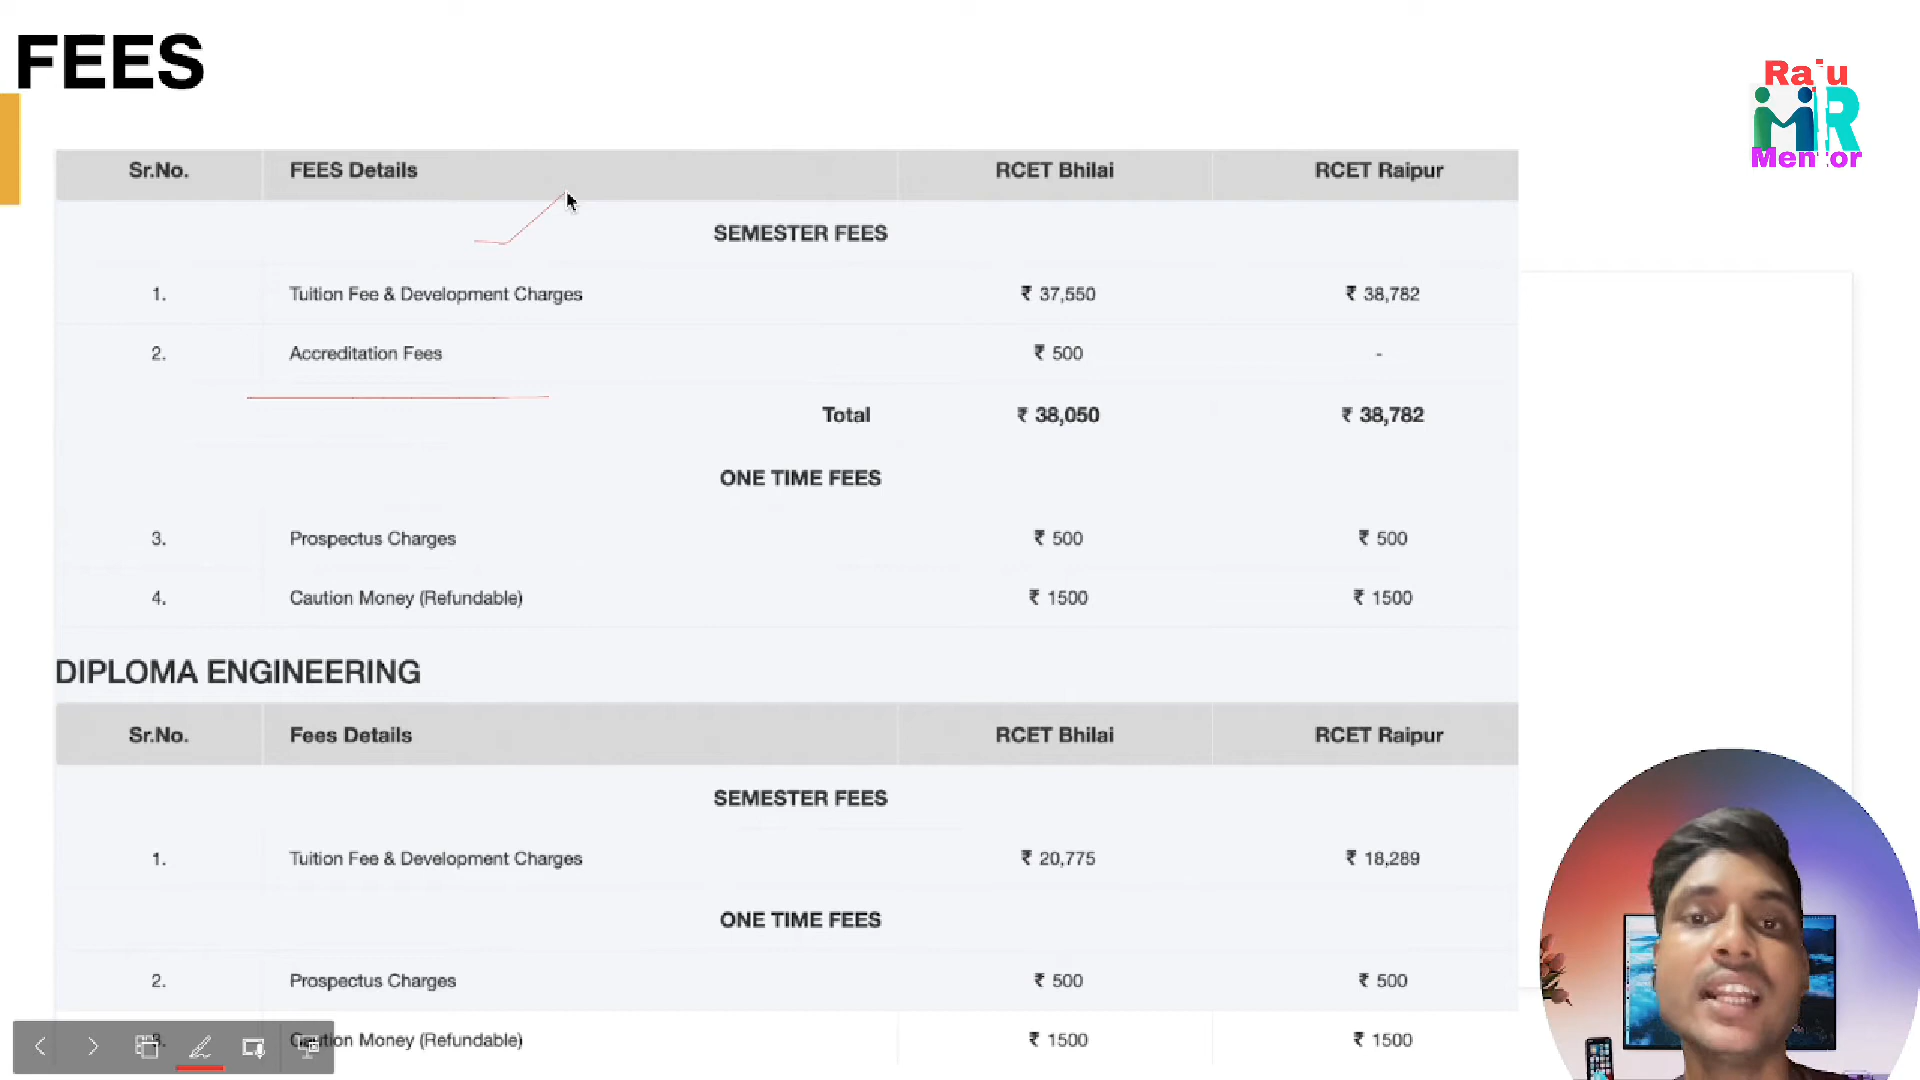 FEES
Raju
MR
Mentor
Sr.No. FEES Details RCET Bhilai RCET Raipur
SEMESTER FEES
1. Tuition Fee & Development Charges ₹ 37,550 ₹ 38,782
2. Accreditation Fees ₹ 500 -
Total ₹ 38,050 ₹ 38,782
ONE TIME FEES
3. Prospectus Charges ₹ 500 ₹ 500
4. Caution Money (Refundable) ₹ 1500 ₹ 1500
DIPLOMA ENGINEERING
Sr.No. Fees Details RCET Bhilai RCET Raipur
SEMESTER FEES
1. Tuition Fee & Development Charges ₹ 20,775 ₹ 18,289
ONE TIME FEES
2. Prospectus Charges ₹ 500 ₹ 500
3. Caution Money (Refundable) ₹ 1500 ₹ 1500